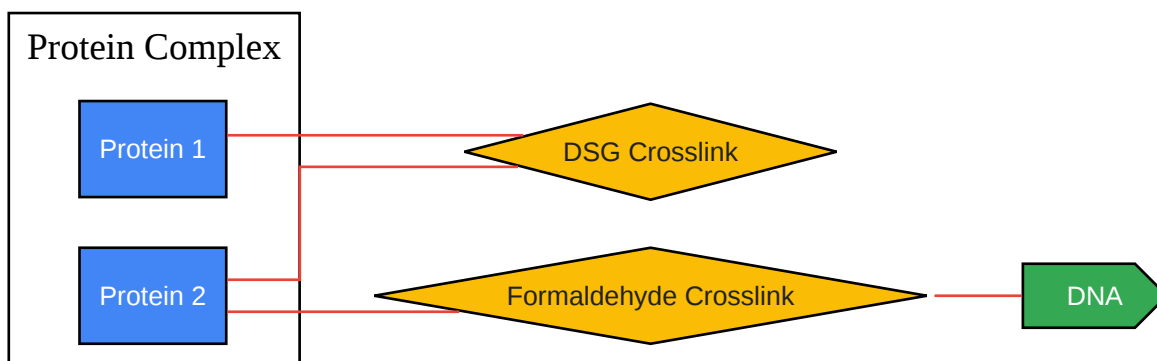 Protein Complex
Protein 1
DSG Crosslink
Protein 2
Formaldehyde Crosslink
DNA